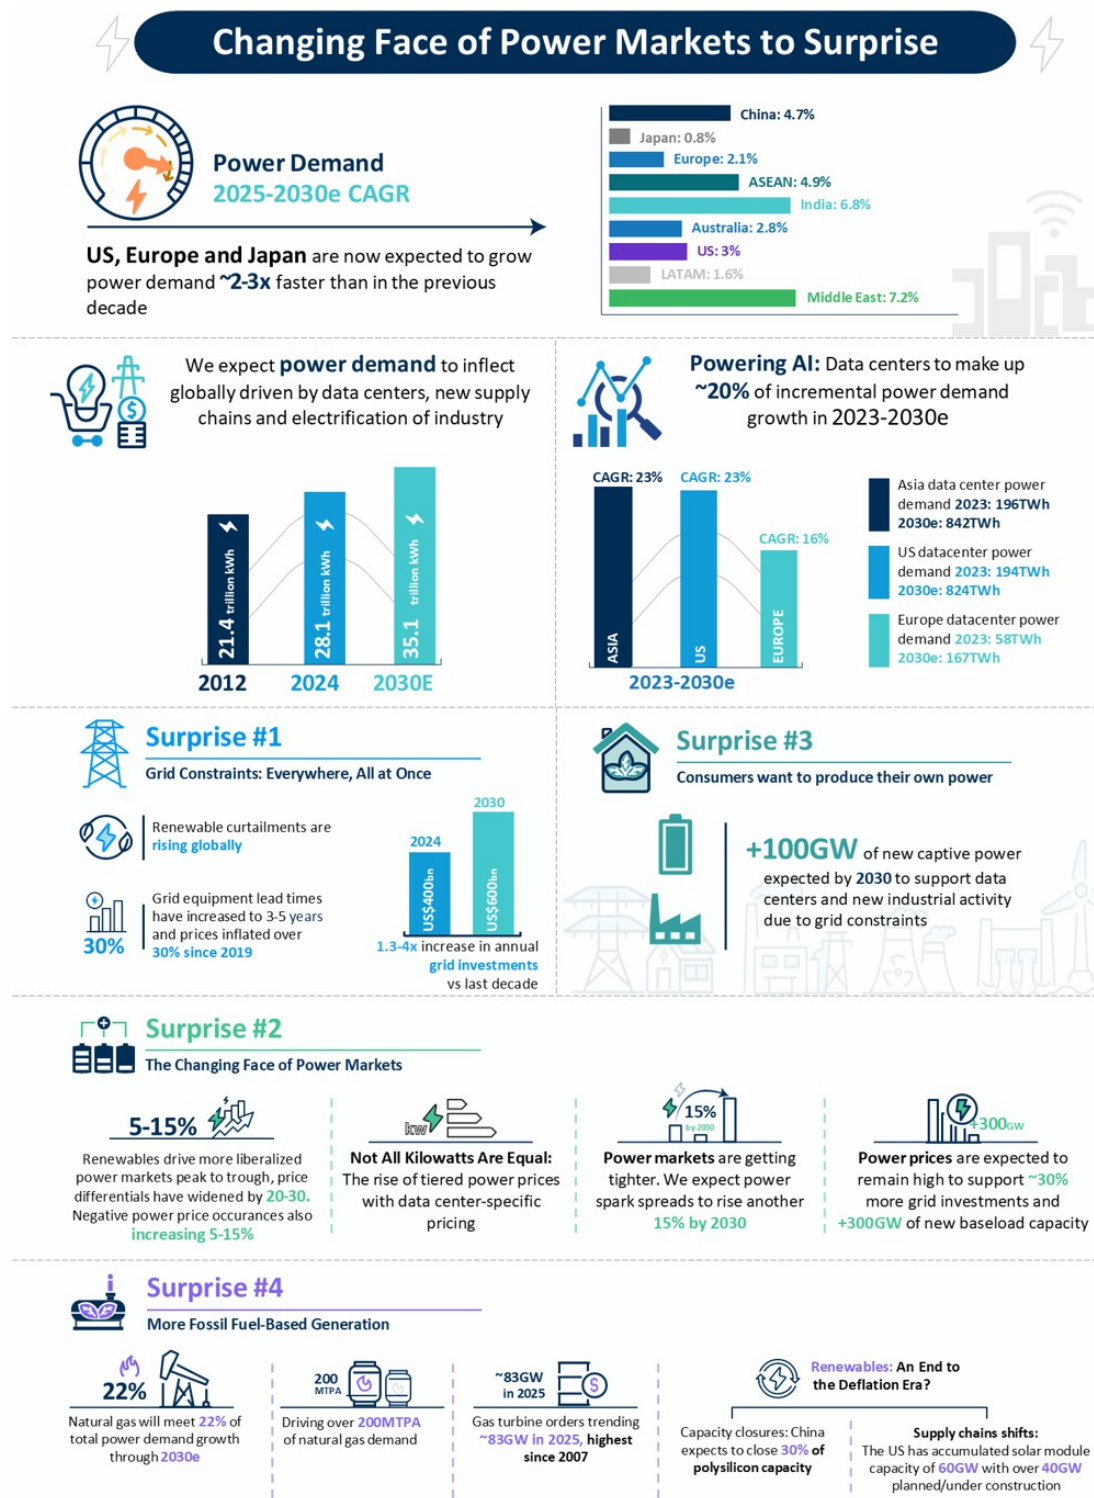 Changing Face of Power Markets to Surprise
Power Demand
2025-2030e CAGR
US, Europe and Japan are now expected to grow
power demand ~2-3x faster than in the previous
decade
China: 4.7%
Japan: 0.8%
Europe: 2.1%
ASEAN: 4.9%
India: 6.8%
Australia: 2.8%
US: 3%
LATAM: 1.6%
Middle East: 7.2%
We expect power demand to inflect
globally driven by data centers, new supply
chains and electrification of industry
21.4 trillion kWh
28.1 trillion kWh
35.1 trillion kWh
2012
2024
2030E
Powering AI: Data centers to make up
~20% of incremental power demand
growth in 2023-2030e
CAGR: 23%
CAGR: 23%
CAGR: 16%
ASIA
US
EUROPE
2023-2030e
Asia data center power
demand 2023: 196TWh
2030e: 842TWh
US datacenter power
demand 2023: 194TWh
2030e: 824TWh
Europe datacenter power
demand 2023: 58TWh
2030e: 167TWh
Surprise #1
Grid Constraints: Everywhere, All at Once
Renewable curtailments are
rising globally
30%
Grid equipment lead times
have increased to 3-5 years
and prices inflated over
30% since 2019
2024
2030
US$400bn
US$600bn
1.3-4x increase in annual
grid investments
vs last decade
Surprise #3
Consumers want to produce their own power
+100GW of new captive power
expected by 2030 to support data
centers and new industrial activity
due to grid constraints
Surprise #2
The Changing Face of Power Markets
5-15%
Renewables drive more liberalized
power markets peak to trough, price
differentials have widened by 20-30.
Negative power price occurances also
increasing 5-15%
kw
Not All Kilowatts Are Equal:
The rise of tiered power prices
with data center-specific
pricing
15%
by 2030
Power markets are getting
tighter. We expect power
spark spreads to rise another
15% by 2030
+300GW
Power prices are expected to
remain high to support ~30%
more grid investments and
+300GW of new baseload capacity
Surprise #4
More Fossil Fuel-Based Generation
22%
Natural gas will meet 22% of
total power demand growth
through 2030e
200
MTPA
Driving over 200MTPA
of natural gas demand
~83GW
in 2025
Gas turbine orders trending
~83GW in 2025, highest
since 2007
Renewables: An End to
the Deflation Era?
Capacity closures: China
expects to close 30% of
polysilicon capacity
Supply chains shifts:
The US has accumulated solar module
capacity of 60GW with over 40GW
planned/under construction